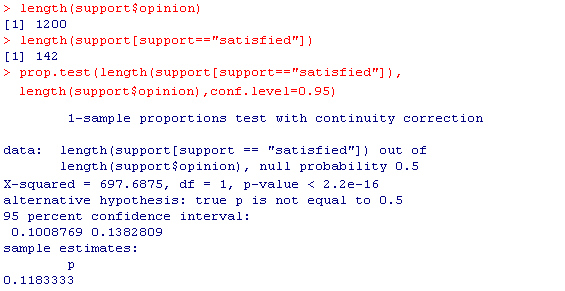 > length(support$opinion)
[1] 1200
> length(support[support=="satisfied"])
[1] 142
> prop.test(length(support[support=="satisfied"]),
length(support$opinion),conf.level=0.95)
1-sample proportions test with continuity correction
data: length(support[support == "satisfied"]) out of
length(support$opinion), null probability 0.5
X-squared = 697.6875, df = 1, p-value < 2.2e-16
alternative hypothesis: true p is not equal to 0.5
95 percent confidence interval:
0.1008769 0.1382809
sample estimates:
p
0.1183333